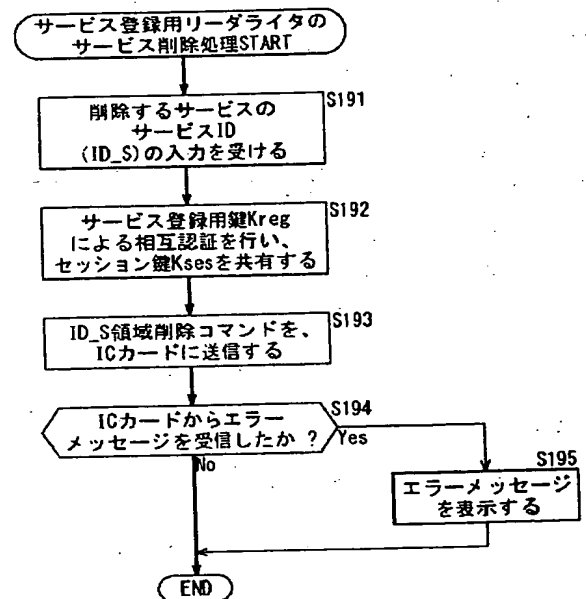 サービス登録用リーダライタの
サービス削除処理START
削除するサービスの
サービスID
(ID_S)の入力を受ける
S191
サービス登録用鍵Kreg
による相互認証を行い、
セッション鍵Ksesを共有する
S192
ID_S領域削除コマンドを、
ICカードに送信する
S193
ICカードからエラー
メッセージを受信したか ?
S194
Yes
No
エラーメッセージ
を表示する
S195
END